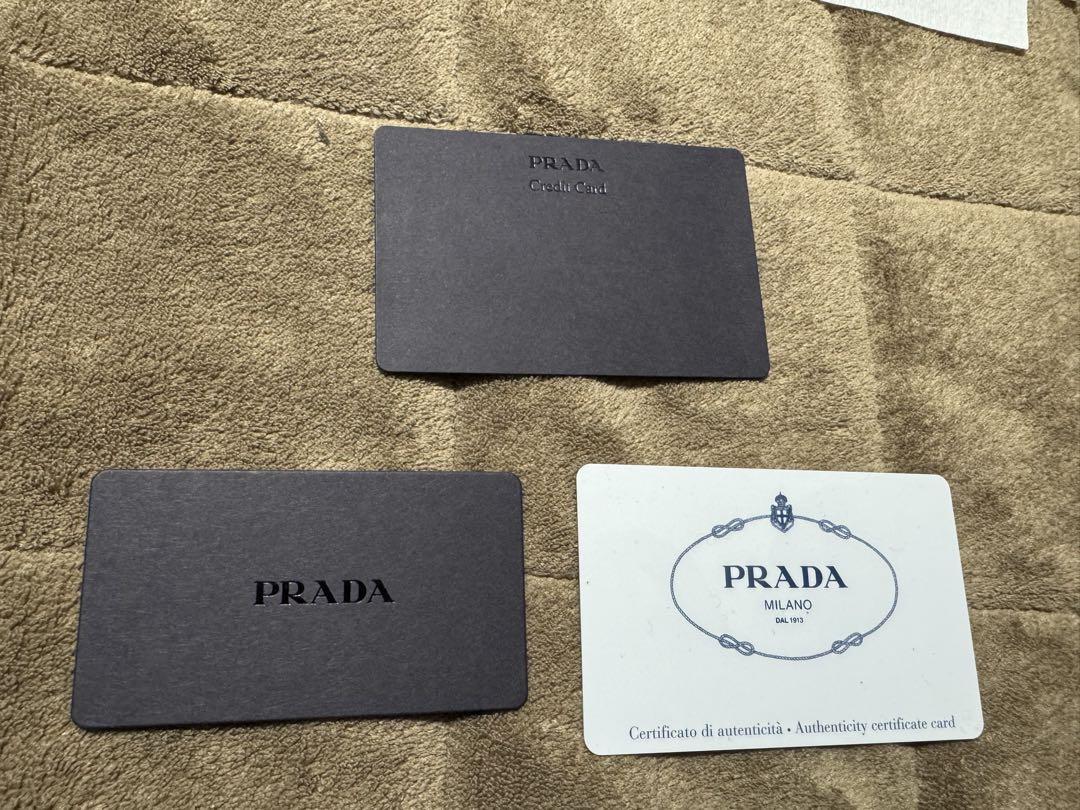 PRADA
Credit Card
PRADA
PRADA
MILANO
DAL 1913
Certificato di autenticità • Authenticity certificate card